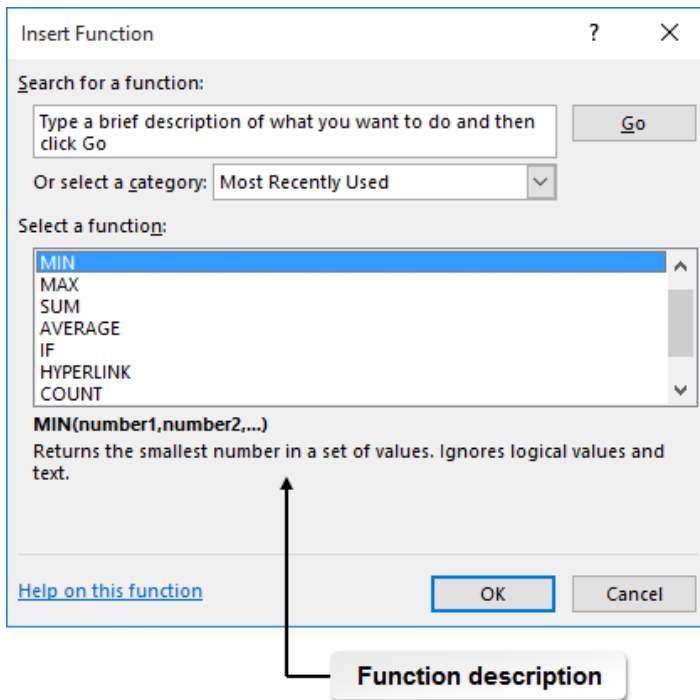 Insert Function
?
Search for a function:
Type a brief description of what you want to do and then
click Go
Go
Or select a category: Most Recently Used
Select a function:
MIN
MAX
SUM
AVERAGE
IF
HYPERLINK
COUNT
MIN(number1,number2,...)
Returns the smallest number in a set of values. Ignores logical values and
text.
Help on this function
OK
Cancel
Function description